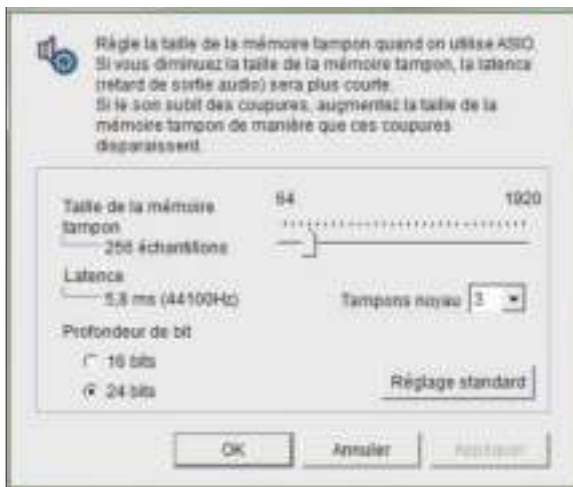 Règle la taille de la mémoire tampon quand on utilise ASIO.
Si vous diminuez la taille de la mémoire tampon, la latence
(retard de sortie audio) sera plus courte.
Si le son subit des coupures, augmentez la taille de la
mémoire tampon de manière que ces coupures
disparaissent.
64 1920
Taille de la mémoire
tampon
256 échantillons
Latence
5,8 ms (44100Hz)
Tampons noyau 3
Profondeur de bit
16 bits
24 bits
Réglage standard
OK Annuler Appliquer